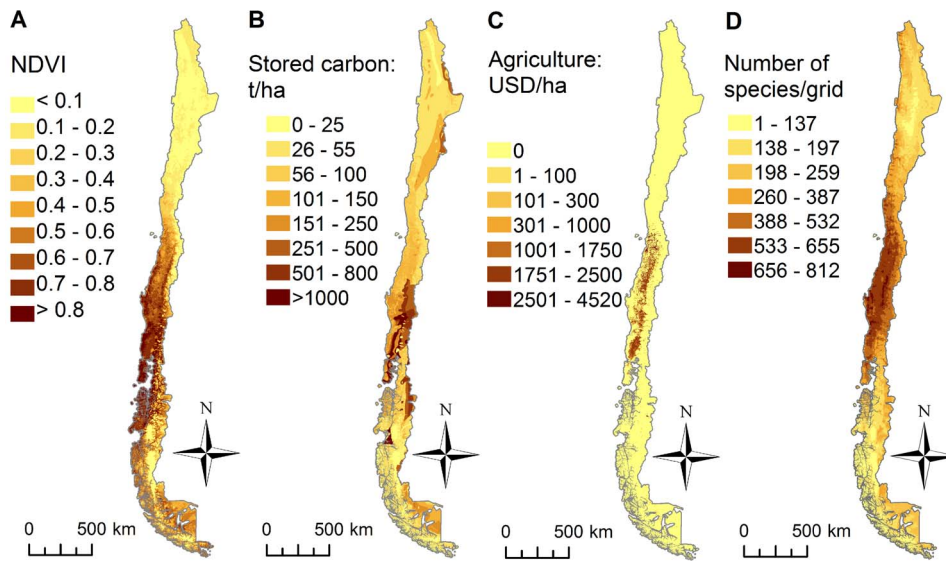 A
NDVI
< 0.1
0.1 - 0.2
0.2 - 0.3
0.3 - 0.4
0.4 - 0.5
0.5 - 0.6
0.6 - 0.7
0.7 - 0.8
> 0.8
N
0 500 km
B
Stored carbon:
t/ha
0 - 25
26 - 55
56 - 100
101 - 150
151 - 250
251 - 500
501 - 800
>1000
N
0 500 km
C
Agriculture:
USD/ha
0
1 - 100
101 - 300
301 - 1000
1001 - 1750
1751 - 2500
2501 - 4520
N
0 500 km
D
Number of
species/grid
1 - 137
138 - 197
198 - 259
260 - 387
388 - 532
533 - 655
656 - 812
N
0 500 km